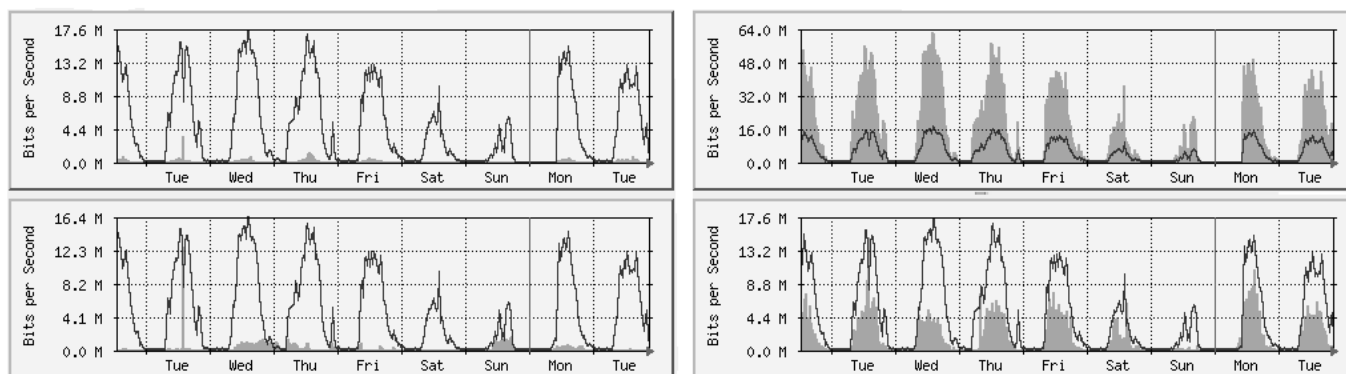 17.6 M
13.2 M
8.8 M
4.4 M
0.0 M
Bits per Second
Tue Wed Thu Fri Sat Sun Mon Tue
64.0 M
48.0 M
32.0 M
16.0 M
0.0 M
Bits per Second
Tue Wed Thu Fri Sat Sun Mon Tue
16.4 M
12.3 M
8.2 M
4.1 M
0.0 M
Bits per Second
Tue Wed Thu Fri Sat Sun Mon Tue
17.6 M
13.2 M
8.8 M
4.4 M
0.0 M
Bits per Second
Tue Wed Thu Fri Sat Sun Mon Tue